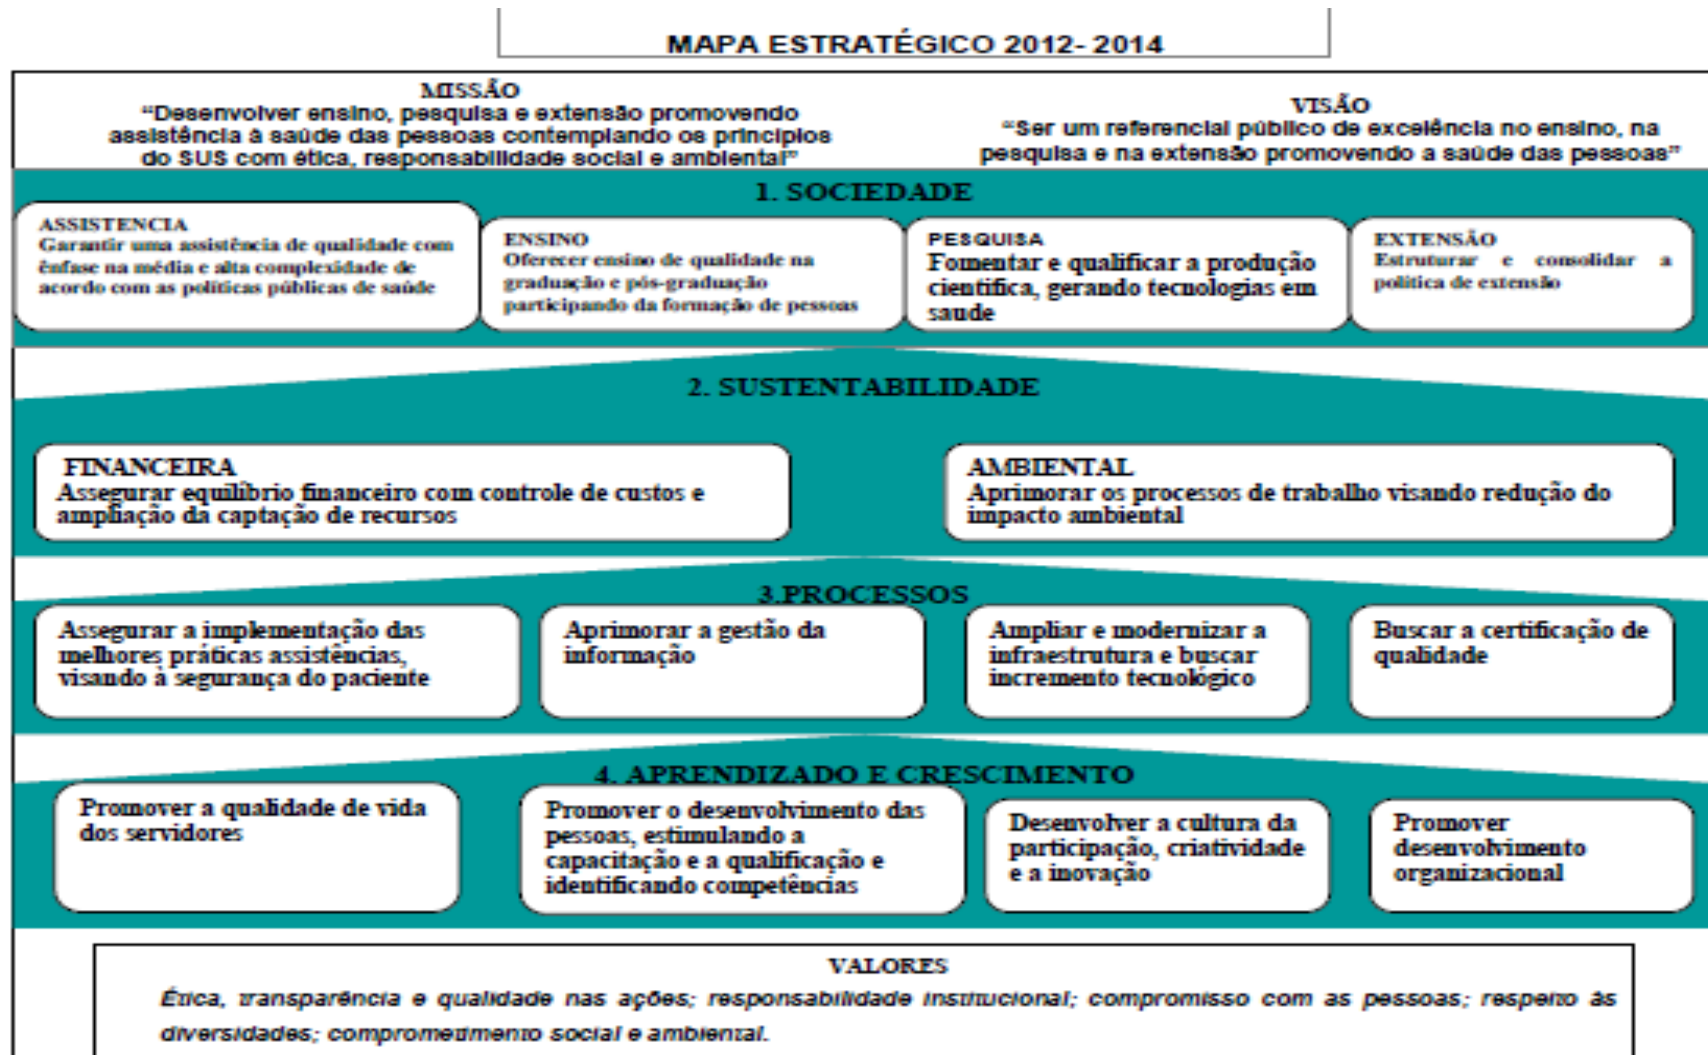 MAPA ESTRATÉGICO 2012- 2014
MISSÃO
“Desenvolver ensino, pesquisa e extensão promovendo
assistência à saúde das pessoas contemplando os princípios
do SUS com ética, responsabilidade social e ambiental”
VISÃO
“Ser um referencial público de excelência no ensino, na
pesquisa e na extensão promovendo a saúde das pessoas”
1. SOCIEDADE
ASSISTENCIA
Garantir uma assistência de qualidade com
ênfase na média e alta complexidade de
acordo com as políticas públicas de saúde
ENSINO
Oferecer ensino de qualidade na
graduação e pós-graduação
participando da formação de pessoas
PESQUISA
Fomentar e qualificar a produção
cientifica, gerando tecnologias em
saude
EXTENSÃO
Estruturar e consolidar a
política de extensão
2. SUSTENTABILIDADE
FINANCEIRA
Assegurar equilíbrio financeiro com controle de custos e
ampliação da captação de recursos
AMBIENTAL
Aprimorar os processos de trabalho visando redução do
impacto ambiental
3.PROCESSOS
Assegurar a implementação das
melhores práticas assistências,
visando à segurança do paciente
Aprimorar a gestão da
informação
Ampliar e modernizar a
infraestrutura e buscar
incremento tecnológico
Buscar a certificação de
qualidade
4. APRENDIZADO E CRESCIMENTO
Promover a qualidade de vida
dos servidores
Promover o desenvolvimento das
pessoas, estimulando a
capacitação e a qualificação e
identificando competências
Desenvolver a cultura da
participação, criatividade
e a inovação
Promover
desenvolvimento
organizacional
VALORES
Ética, transparência e qualidade nas ações; responsabilidade institucional; compromisso com as pessoas; respeito às
diversidades; comprometimento social e ambiental.